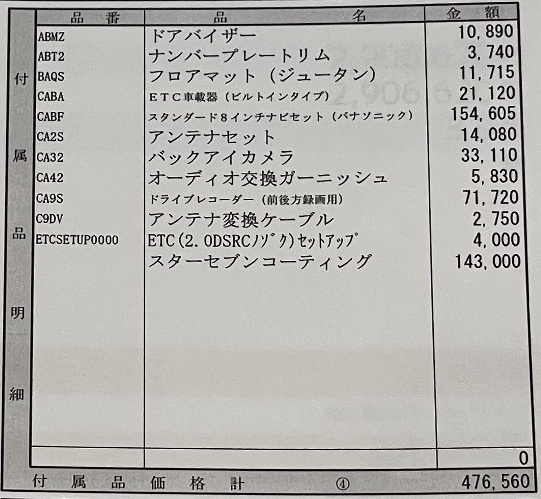 品番 品名 金額
ABMZ ドアバイザー 10,890
ABT2 ナンバープレートリム 3,740
BAQS フロアマット（ジュータン） 11,715
CABA ETC車載器（ビルトインタイプ） 21,120
CABF スタンダード8インチナビセット（パナソニック） 154,605
CA2S アンテナセット 14,080
CA32 バックアイカメラ 33,110
CA42 オーディオ交換ガーニッシュ 5,830
CA9S ドライブレコーダー（前後方録画用） 71,720
C9DV アンテナ変換ケーブル 2,750
ETCSETUP0000 ETC(2.0DSRCﾉｿﾞｸ)ｾｯﾄｱｯﾌﾟ 4,000
スターセブンコーティング 143,000
付属品明細
0
付属品価格計 ④ 476,560